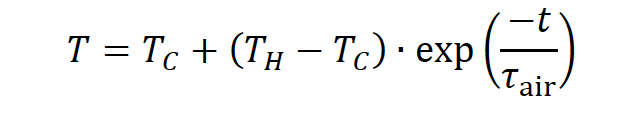 T = T_C + (T_H − T_C) · exp(−t / τ_air)